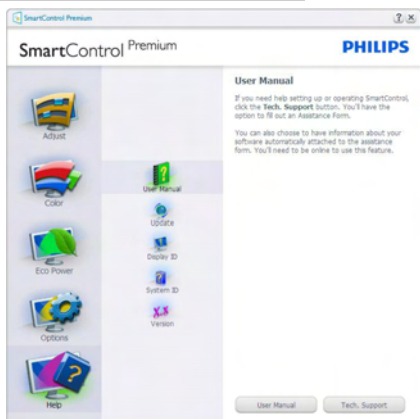 SmartControl Premium
SmartControl Premium
PHILIPS
Adjust
Color
Eco Power
Options
Help
User Manual
Update
Display ID
System ID
Version
User Manual
If you need help setting up or operating SmartControl,
click the Tech. Support button. You'll have the
option to fill out an Assistance Form.
You can also choose to have information about your
software automatically attached to the assistance
form. You'll need to be online to use this feature.
User Manual
Tech. Support